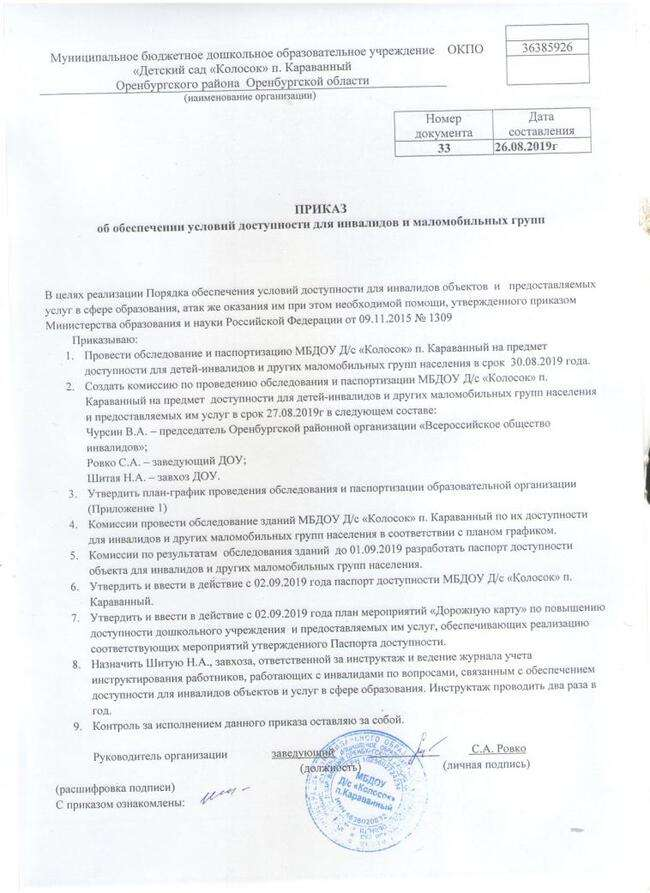 Муниципальное бюджетное дошкольное образовательное учреждение ОКПО 36385926
«Детский сад «Колосок» п. Караванный
Оренбургского района Оренбургской области
(наименование организации)
Номер документа Дата составления
33 26.08.2019г
ПРИКАЗ
об обеспечении условий доступности для инвалидов и маломобильных групп
В целях реализации Порядка обеспечения условий доступности для инвалидов объектов и предоставляемых
услуг в сфере образования, атак же оказания им при этом необходимой помощи, утвержденного приказом
Министерства образования и науки Российской Федерации от 09.11.2015 № 1309
Приказываю:
1. Провести обследование и паспортизацию МБДОУ Д/с «Колосок» п. Караванный на предмет
доступности для детей-инвалидов и других маломобильных групп населения в срок 30.08.2019 года.
2. Создать комиссию по проведению обследования и паспортизации МБДОУ Д/с «Колосок» п.
Караванный на предмет доступности для детей-инвалидов и других маломобильных групп населения
и предоставляемых им услуг в срок 27.08.2019г в следующем составе:
Чурсин В.А. – председатель Оренбургской районной организации «Всероссийское общество
инвалидов»;
Ровко С.А. – заведующий ДОУ;
Шитая Н.А. – завхоз ДОУ.
3. Утвердить план-график проведения обследования и паспортизации образовательной организации
(Приложение 1)
4. Комиссии провести обследование зданий МБДОУ Д/с «Колосок» п. Караванный по их доступности
для инвалидов и других маломобильных групп населения в соответствии с планом графиком.
5. Комиссии по результатам обследования зданий до 01.09.2019 разработать паспорт доступности
объекта для инвалидов и других маломобильных групп населения.
6. Утвердить и ввести в действие с 02.09.2019 года паспорт доступности МБДОУ Д/с «Колосок» п.
Караванный.
7. Утвердить и ввести в действие с 02.09.2019 года план мероприятий «Дорожную карту» по повышению
доступности дошкольного учреждения и предоставляемых им услуг, обеспечивающих реализацию
соответствующих мероприятий утвержденного Паспорта доступности.
8. Назначить Шитую Н.А., завхоза, ответственной за инструктаж и ведение журнала учета
инструктирования работников, работающих с инвалидами по вопросам, связанным с обеспечением
доступности для инвалидов объектов и услуг в сфере образования. Инструктаж проводить два раза в
год.
9. Контроль за исполнением данного приказа оставляю за собой.
Руководитель организации заведующий С.А. Ровко
(должность) (личная подпись)
(расшифровка подписи)
С приказом ознакомлены:
МБДОУ
Д/с «Колосок»
п.Караванный